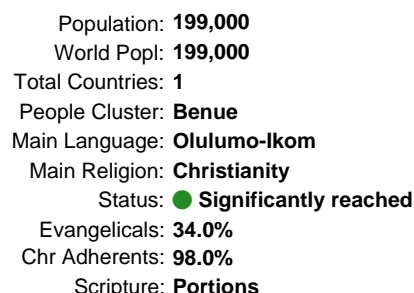 Population: 199,000
World Popl: 199,000
Total Countries: 1
People Cluster: Benue
Main Language: Olulumo-Ikom
Main Religion: Christianity
Status: Significantly reached
Evangelicals: 34.0%
Chr Adherents: 98.0%
Scripture: Portions